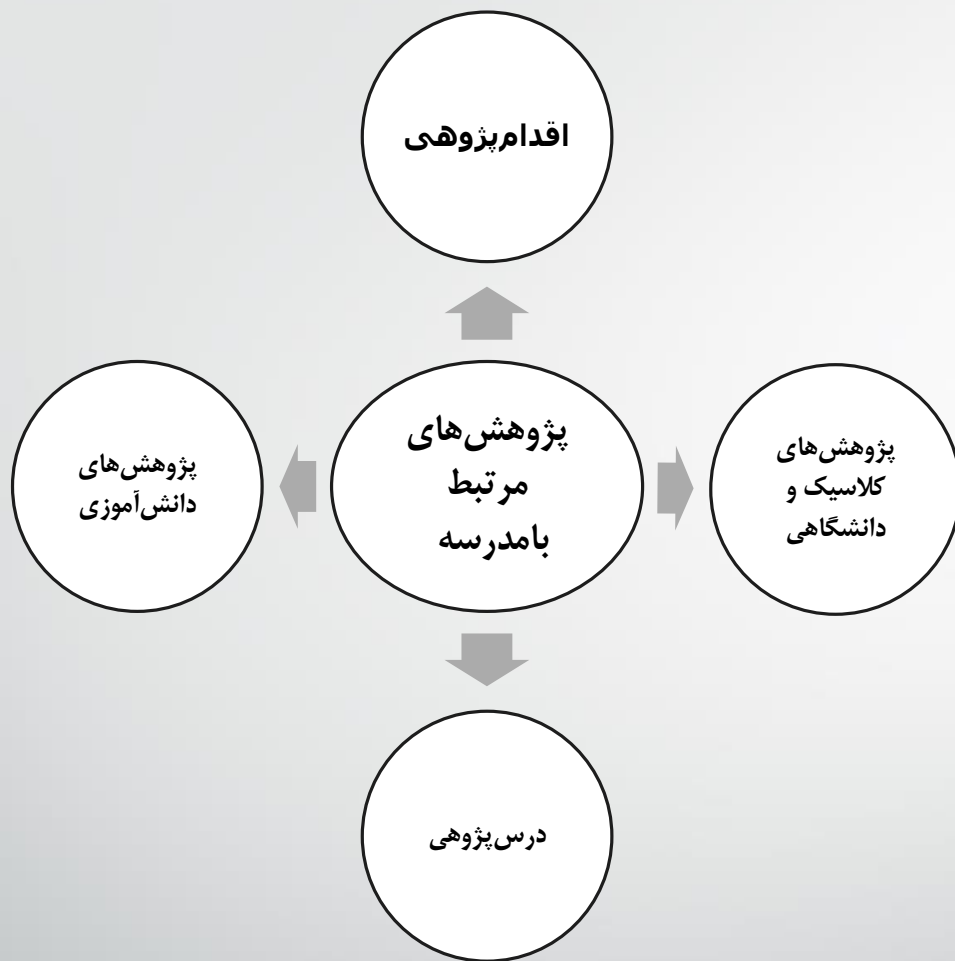 اقدام‌پژوهی
پژوهش‌های
مرتبط
بامدرسه
پژوهش‌های
کلاسیک و
دانشگاهی
پژوهش‌های
دانش‌آموزی
درس‌پژوهی